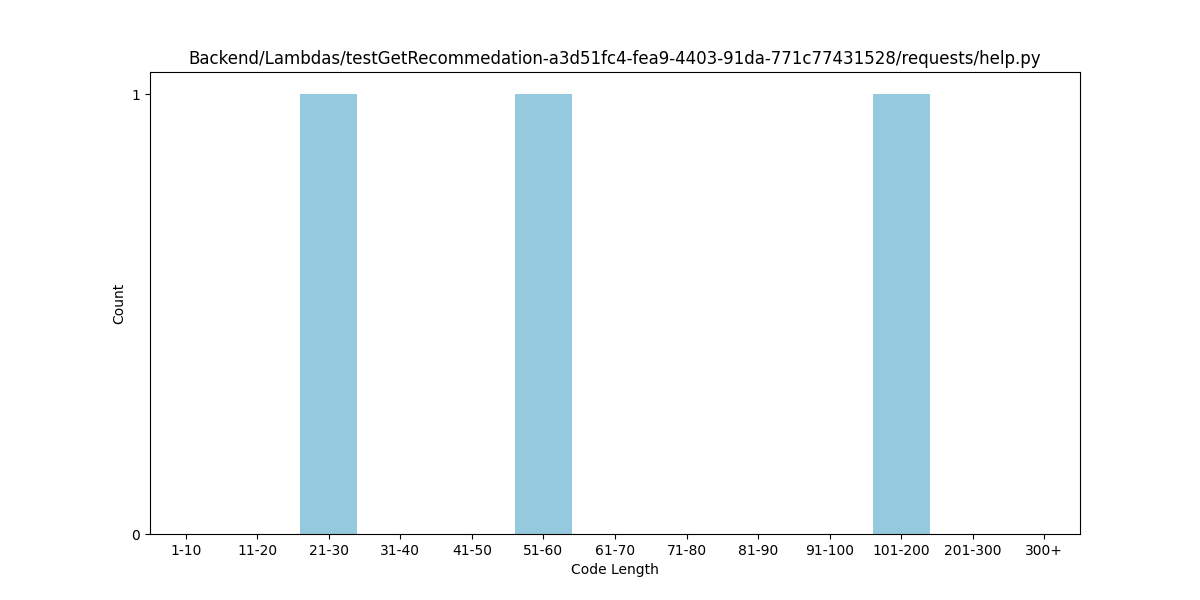 Backend/Lambdas/testGetRecommedation-a3d51fc4-fea9-4403-91da-771c77431528/requests/help.py
1
Count
0
1-10 11-20 21-30 31-40 41-50 51-60 61-70 71-80 81-90 91-100 101-200 201-300 300+
Code Length